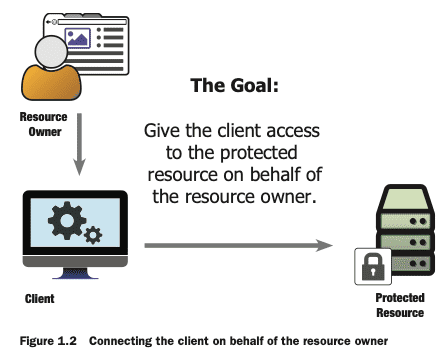 The Goal:
Resource
Owner
Give the client access
to the protected
resource on behalf of
the resource owner.
Client
Protected
Resource
Figure 1.2 Connecting the client on behalf of the resource owner